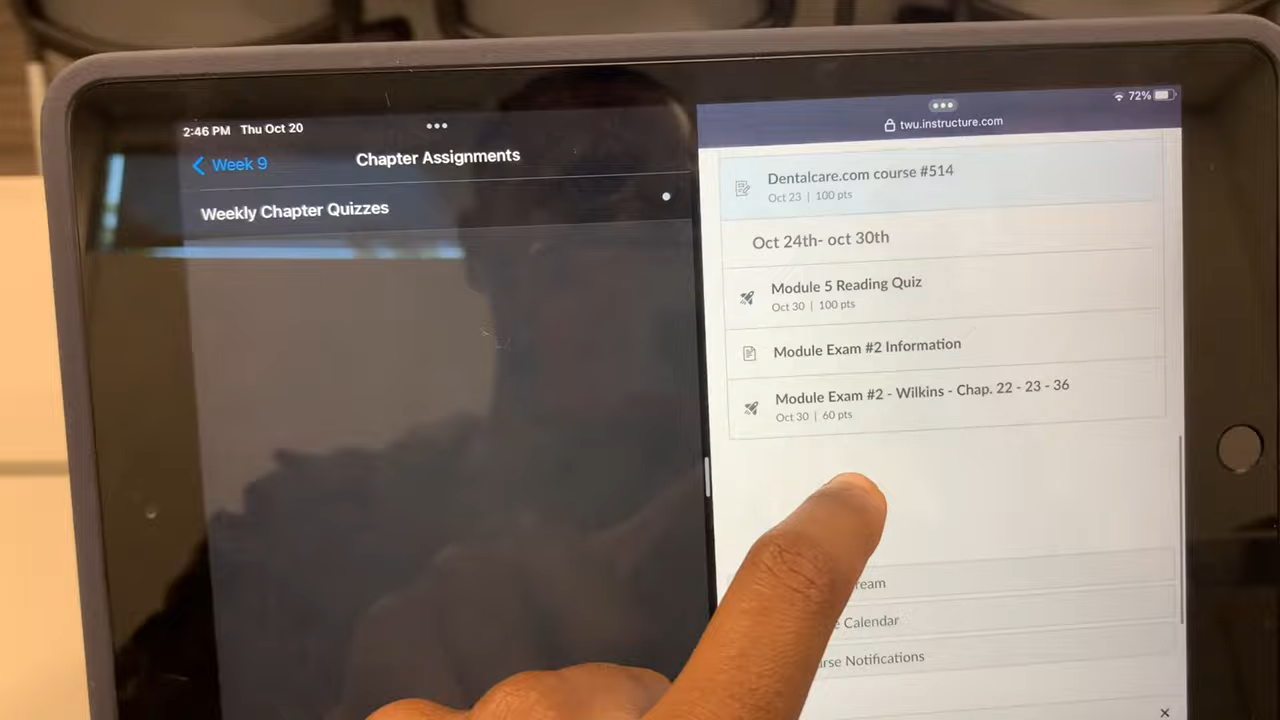 2:46 PM Thu Oct 20
Week 9
Chapter Assignments
Weekly Chapter Quizzes
72%
twu.instructure.com
Dentalcare.com course #514
Oct 23 | 100 pts
Oct 24th- oct 30th
Module 5 Reading Quiz
Oct 30 | 100 pts
Module Exam #2 Information
Module Exam #2 - Wilkins - Chap. 22 - 23 - 36
Oct 30 | 60 pts
Calendar
Notifications